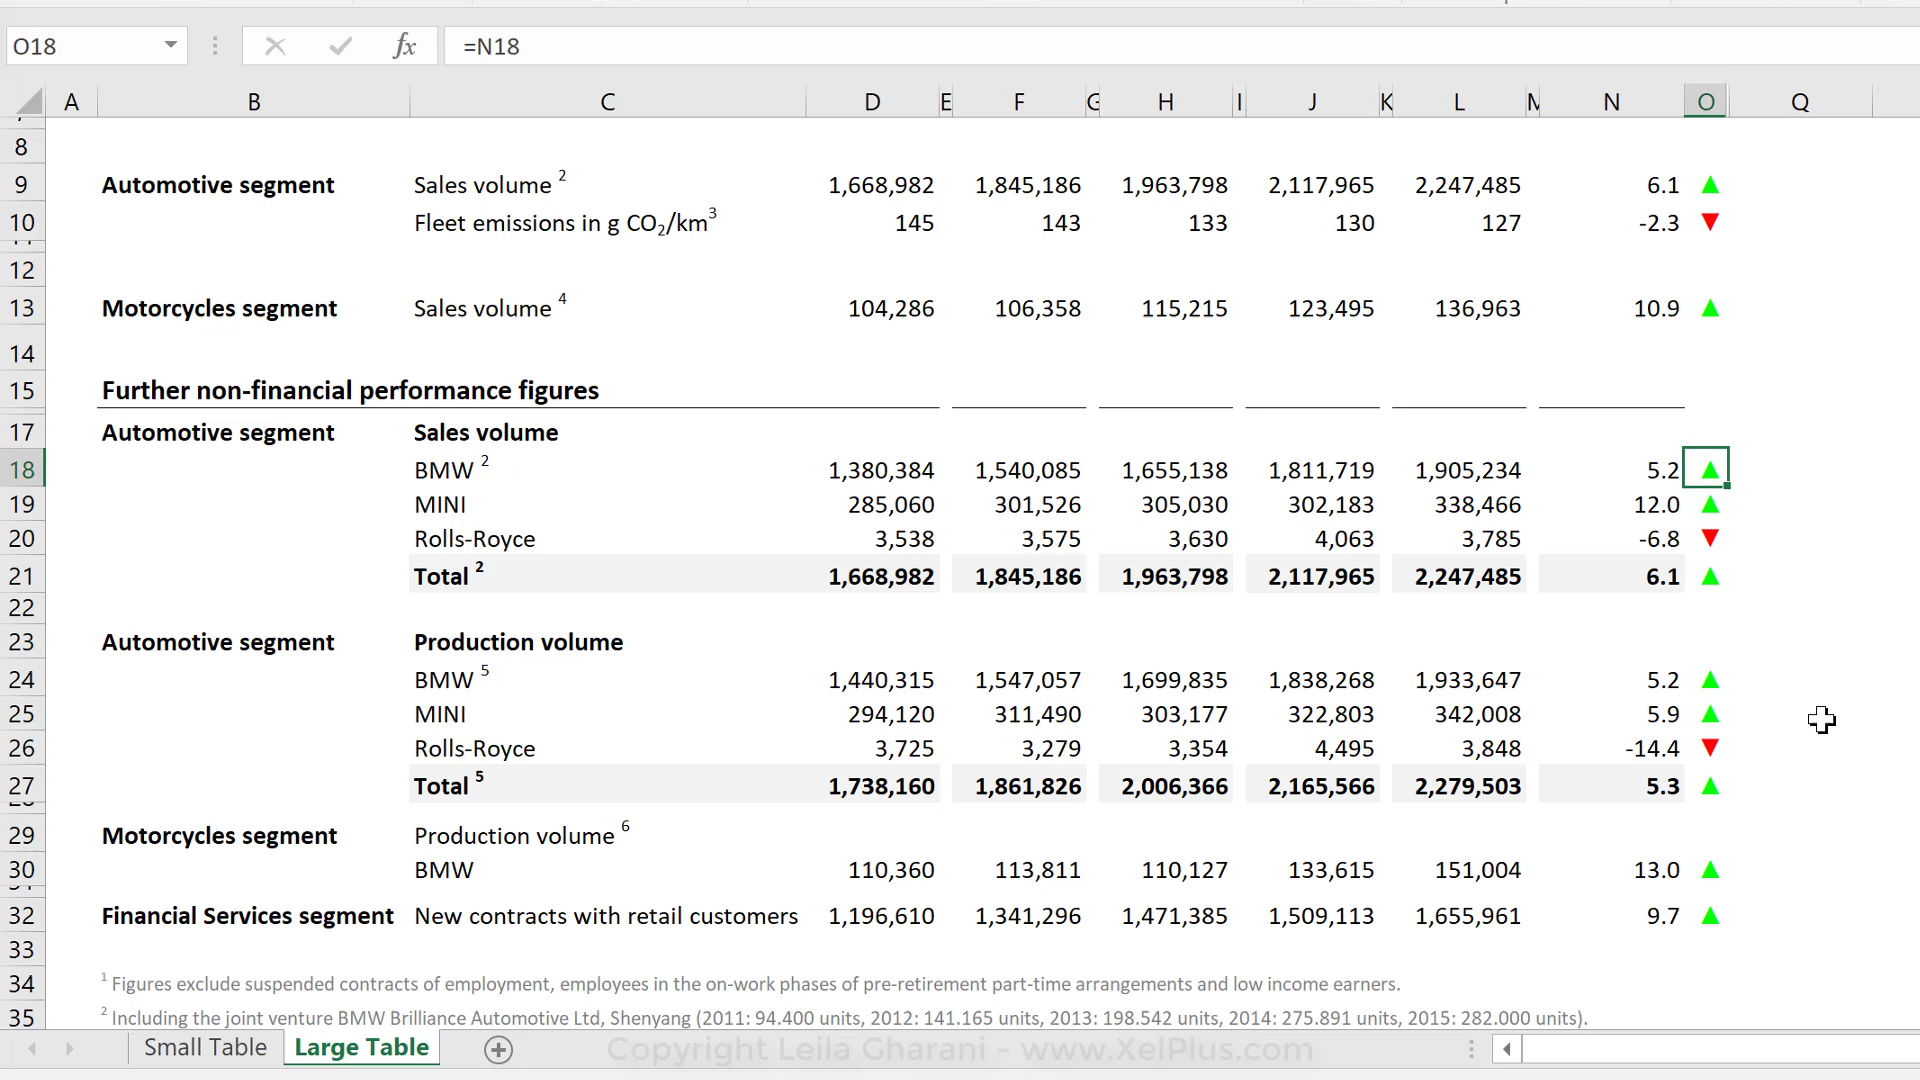 O18 fx =N18
A B C D E F G H I J K L M N O Q
8
9 Automotive segment Sales volume 2 1,668,982 1,845,186 1,963,798 2,117,965 2,247,485 6.1 ▲
10 Fleet emissions in g CO2/km3 145 143 133 130 127 -2.3 ▼
12
13 Motorcycles segment Sales volume 4 104,286 106,358 115,215 123,495 136,963 10.9 ▲
14
15 Further non-financial performance figures
17 Automotive segment Sales volume
18 BMW 2 1,380,384 1,540,085 1,655,138 1,811,719 1,905,234 5.2 ▲
19 MINI 285,060 301,526 305,030 302,183 338,466 12.0 ▲
20 Rolls-Royce 3,538 3,575 3,630 4,063 3,785 -6.8 ▼
21 Total 2 1,668,982 1,845,186 1,963,798 2,117,965 2,247,485 6.1 ▲
22
23 Automotive segment Production volume
24 BMW 5 1,440,315 1,547,057 1,699,835 1,838,268 1,933,647 5.2 ▲
25 MINI 294,120 311,490 303,177 322,803 342,008 5.9 ▲
26 Rolls-Royce 3,725 3,279 3,354 4,495 3,848 -14.4 ▼
27 Total 5 1,738,160 1,861,826 2,006,366 2,165,566 2,279,503 5.3 ▲
29 Motorcycles segment Production volume 6
30 BMW 110,360 113,811 110,127 133,615 151,004 13.0 ▲
32 Financial Services segment New contracts with retail customers 1,196,610 1,341,296 1,471,385 1,509,113 1,655,961 9.7 ▲
33
34 1 Figures exclude suspended contracts of employment, employees in the on-work phases of pre-retirement part-time arrangements and low income earners.
35 2 Including the joint venture BMW Brilliance Automotive Ltd, Shenyang (2011: 94.400 units, 2012: 141.165 units, 2013: 198.542 units, 2014: 275.891 units, 2015: 282.000 units).
Small Table Large Table Copyright Leila Gharani - www.XelPlus.com